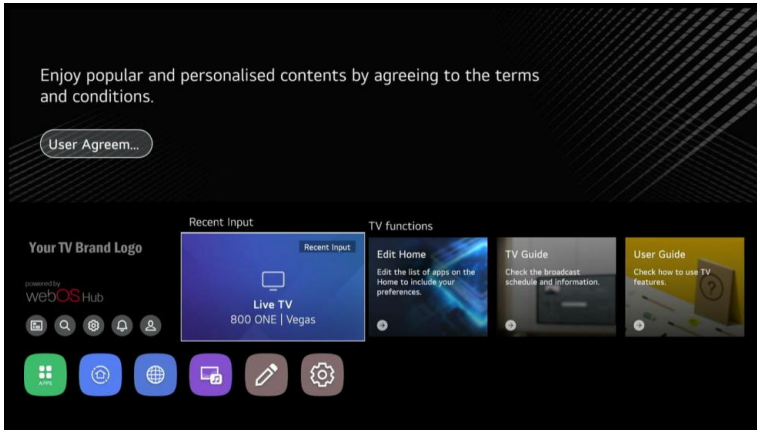 Enjoy popular and personalised contents by agreeing to the terms
and conditions.
User Agreem...
Recent Input
TV functions
Your TV Brand Logo
powered by
webOS Hub
Recent Input
Live TV
800 ONE | Vegas
Edit Home
Edit the list of apps on the
Home to include your
preferences.
TV Guide
Check the broadcast
schedule and information.
User Guide
Check how to use TV
features.
?
APPS